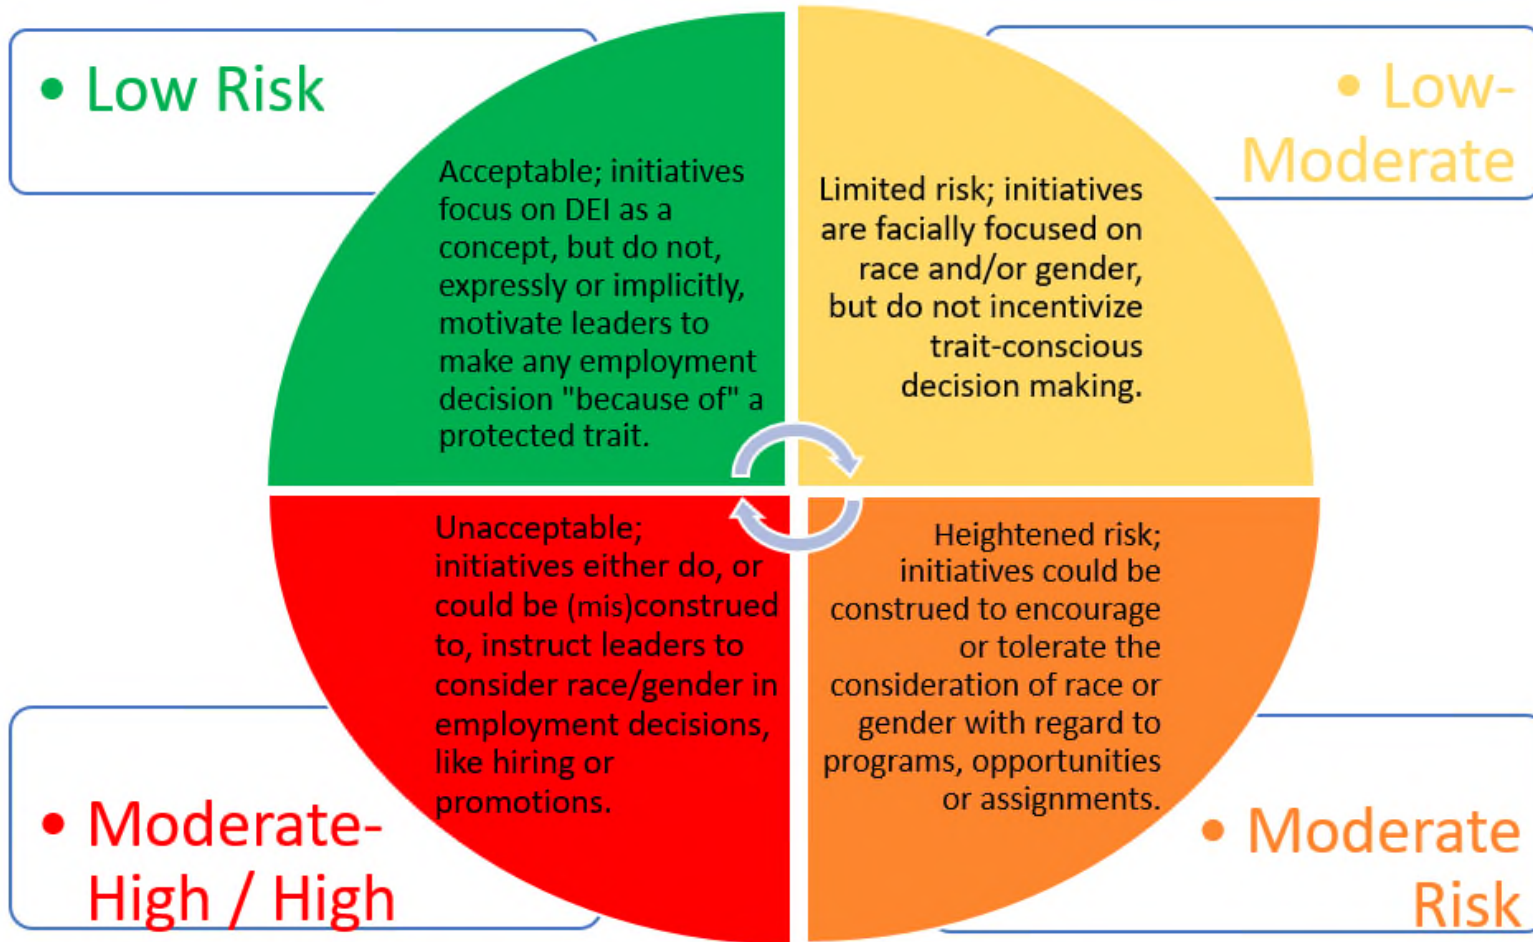 • Low Risk
Acceptable; initiatives
focus on DEI as a
concept, but do not,
expressly or implicitly,
motivate leaders to
make any employment
decision "because of" a
protected trait.
• Low-
Moderate
Limited risk; initiatives
are facially focused on
race and/or gender,
but do not incentivize
trait-conscious
decision making.
Unacceptable;
initiatives either do, or
could be (mis)construed
to, instruct leaders to
consider race/gender in
employment decisions,
like hiring or
promotions.
• Moderate-
High / High
Heightened risk;
initiatives could be
construed to encourage
or tolerate the
consideration of race or
gender with regard to
programs, opportunities
or assignments.
• Moderate
Risk